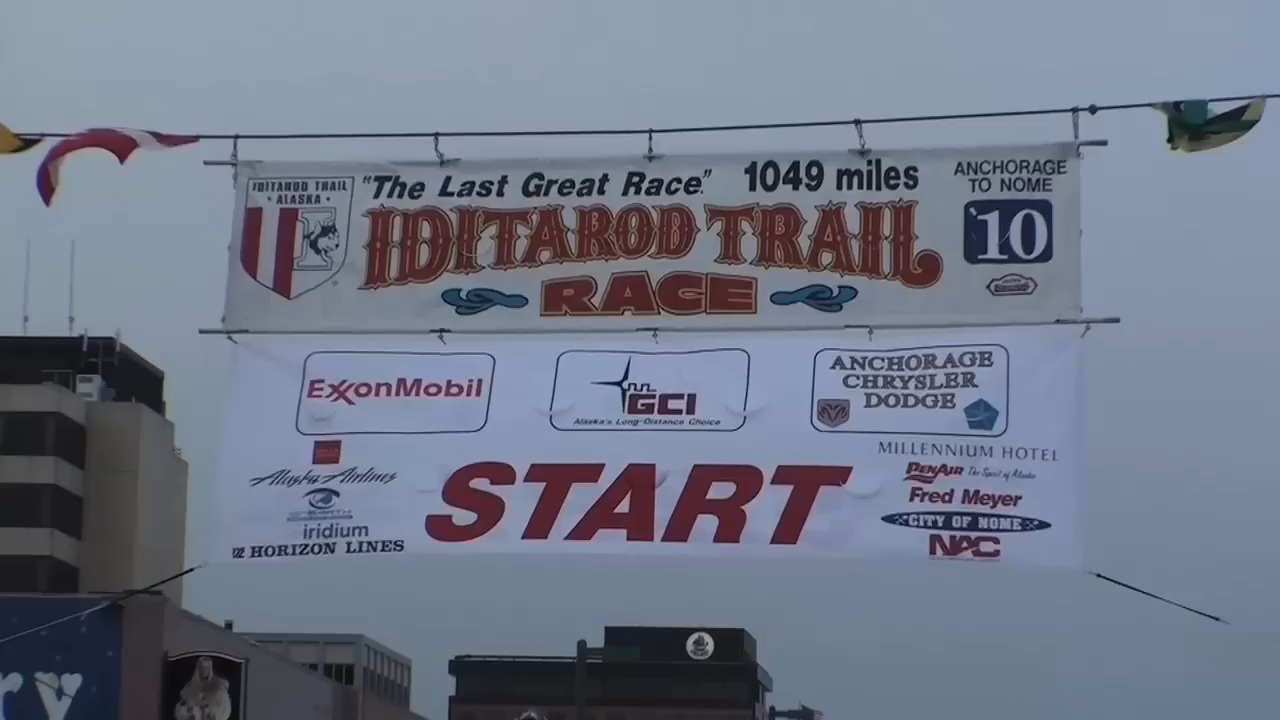 IDITAROD TRAIL
• ALASKA •
"The Last Great Race."
1049 miles
ANCHORAGE
TO NOME
IDITAROD TRAIL
RACE
'10
ExxonMobil
GCI
Alaska's Long-Distance Choice
ANCHORAGE
CHRYSLER
DODGE
Alaska Airlines
iridium
HORIZON LINES
START
MILLENNIUM HOTEL
PENAIR The Spirit of Alaska
Fred Meyer
CITY OF NOME
NAC
ry